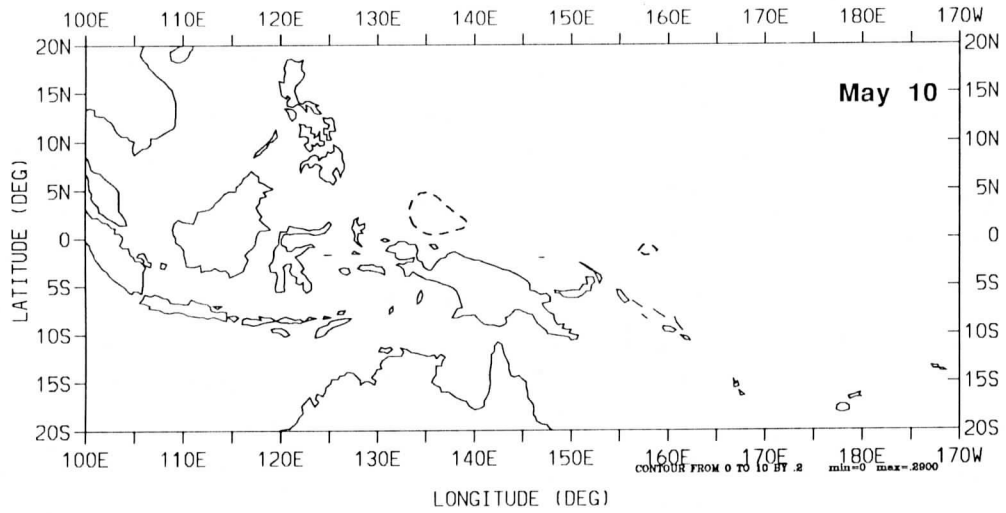 100E 110E 120E 130E 140E 150E 160E 170E 180E 170W
20N 20N
May 10
15N 15N
10N 10N
5N 5N
LATITUDE (DEG)
0 0
5S 5S
10S 10S
15S 15S
20S 20S
100E 110E 120E 130E 140E 150E 160E 170E 180E 170W
CONTOUR FROM 0 TO 10 BY .2 min=0 max=.2900
LONGITUDE (DEG)